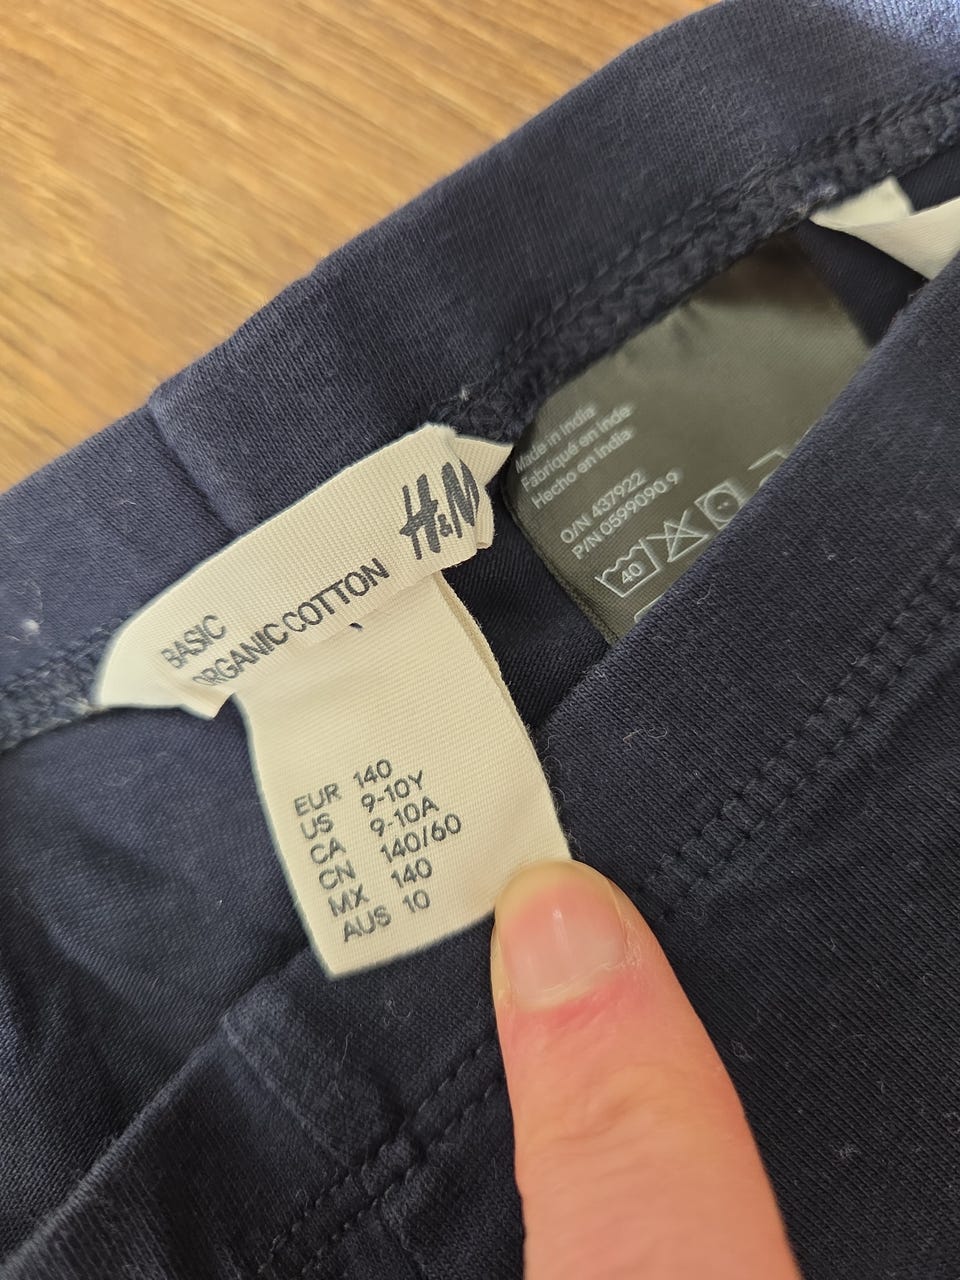 H&M
BASIC
ORGANIC COTTON
EUR 140
US 9-10Y
CA 9-10A
CN 140/60
MX 140
AUS 10
Made in India
Fabriqué en Inde
Hecho en India
O/N 437922
P/N 0599090.9
40